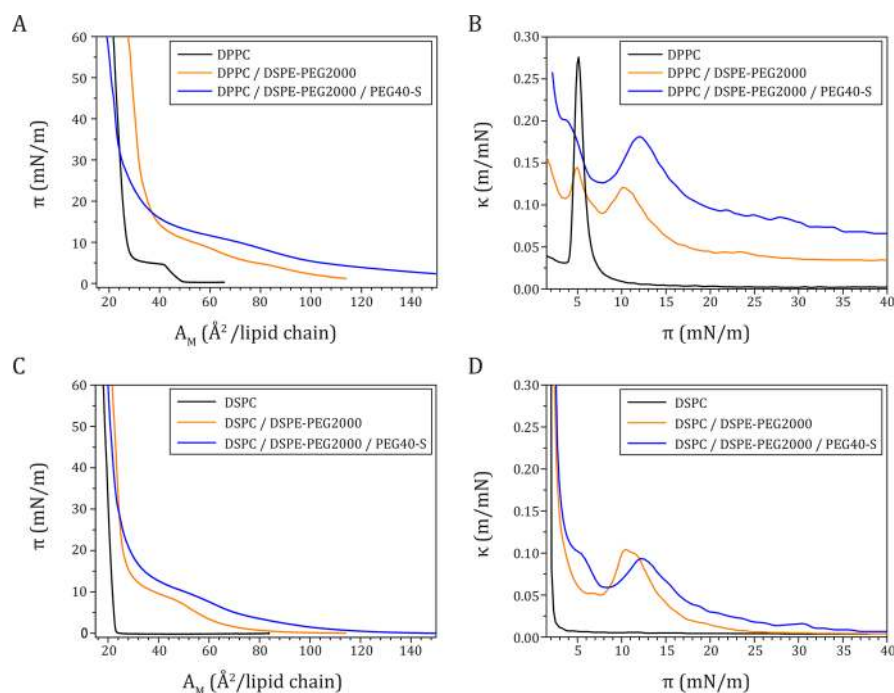 A
60
50
40
30
20
10
0
π (mN/m)
DPPC
DPPC / DSPE-PEG2000
DPPC / DSPE-PEG2000 / PEG40-S
20 40 60 80 100 120 140
A_M (Å²/lipid chain)
B
0.30
0.25
0.20
0.15
0.10
0.05
0.00
κ (m/mN)
DPPC
DPPC / DSPE-PEG2000
DPPC / DSPE-PEG2000 / PEG40-S
5 10 15 20 25 30 35 40
π (mN/m)
C
60
50
40
30
20
10
0
π (mN/m)
DSPC
DSPC / DSPE-PEG2000
DSPC / DSPE-PEG2000 / PEG40-S
20 40 60 80 100 120 140
A_M (Å²/lipid chain)
D
0.30
0.25
0.20
0.15
0.10
0.05
0.00
κ (m/mN)
DSPC
DSPC / DSPE-PEG2000
DSPC / DSPE-PEG2000 / PEG40-S
5 10 15 20 25 30 35 40
π (mN/m)